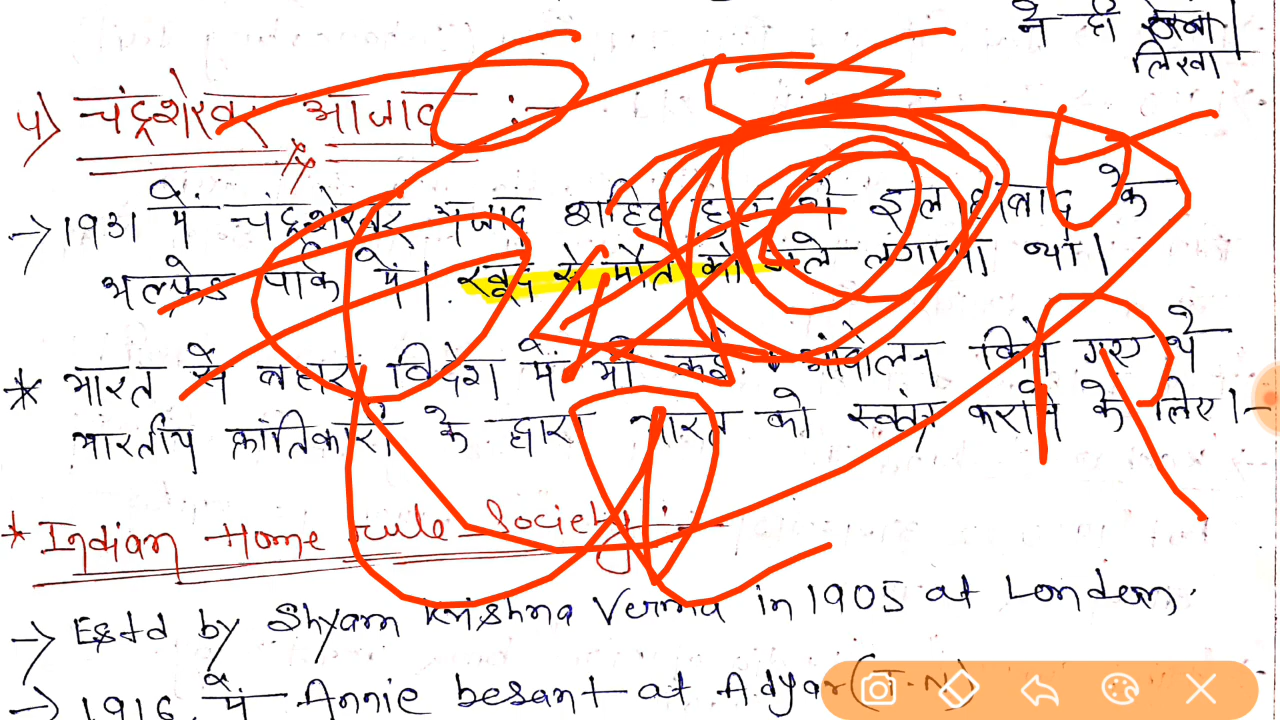 ने दी
लिखा।
५) चंद्रशेखर आजाद :-
→ 1931 में चंद्रशेखर आजाद शहिद हुए थे इलाहाबाद के
अल्फ्रेड पार्क में। खुद से मौत को गले लगाया था।
* भारत से बहार विदेश में भी कई आंदोलन किये गए थे
भारतीय क्रांतिकारी के द्वारा भारत को स्वतंत्र कराने के लिए।-
* Indian Home rule Society :-
→ Estd by Shyam Krishna Verma in 1905 at London.
→ 1916 में Annie besant at Adyar (T.N)